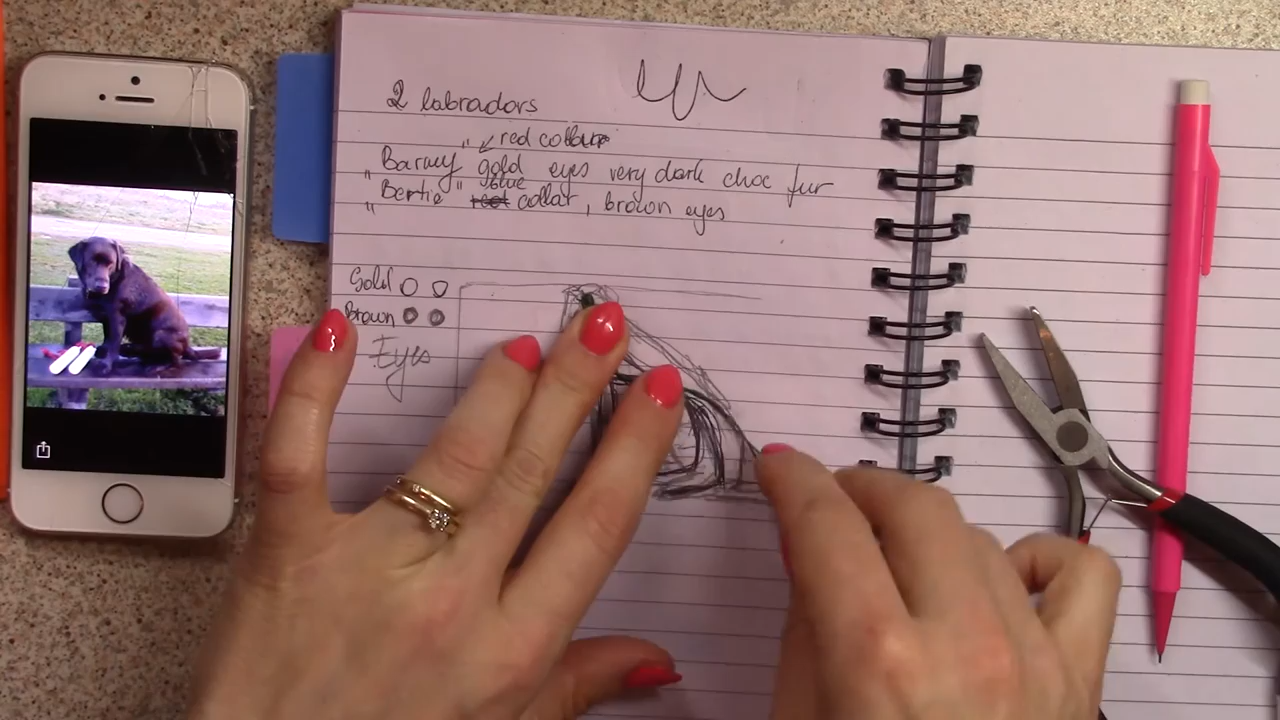 2 labradors
" red collar
"Barney" gold eyes very dark choc fur
blue
"Bertie" red collar, brown eyes
"
Gold
Brown
Eyes